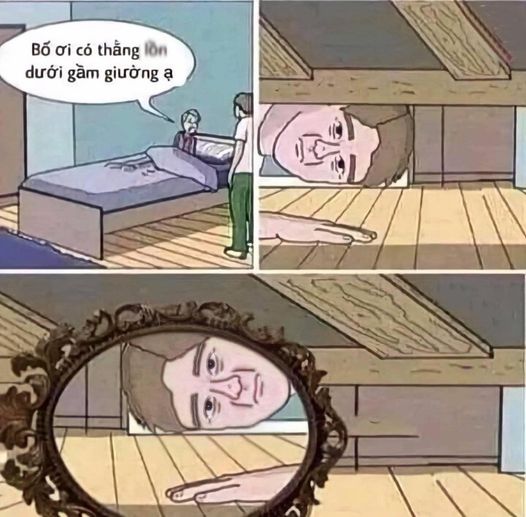 Bố ơi có thằng
dưới gầm giường ạ